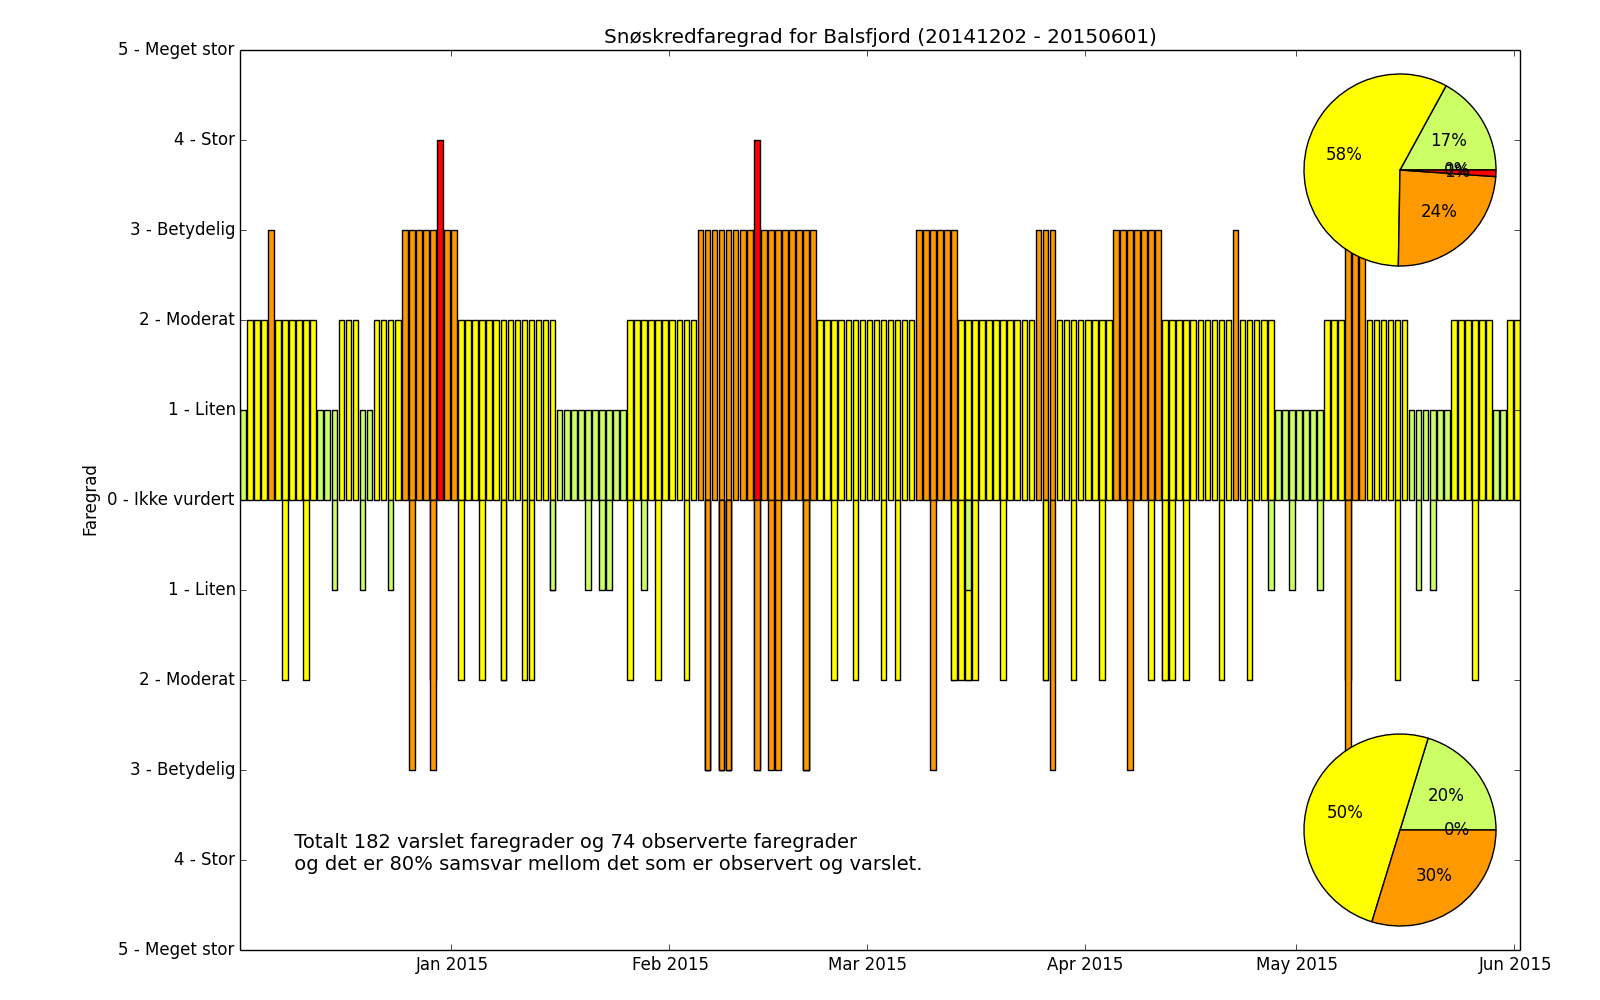 Snøskredfaregrad for Balsfjord (20141202 - 20150601)
5 - Meget stor
4 - Stor
3 - Betydelig
2 - Moderat
1 - Liten
0 - Ikke vurdert
1 - Liten
2 - Moderat
3 - Betydelig
4 - Stor
5 - Meget stor
Faregrad
58%
17%
0%
1%
24%
50%
20%
0%
30%
Totalt 182 varslet faregrader og 74 observerte faregrader
og det er 80% samsvar mellom det som er observert og varslet.
Jan 2015
Feb 2015
Mar 2015
Apr 2015
May 2015
Jun 2015